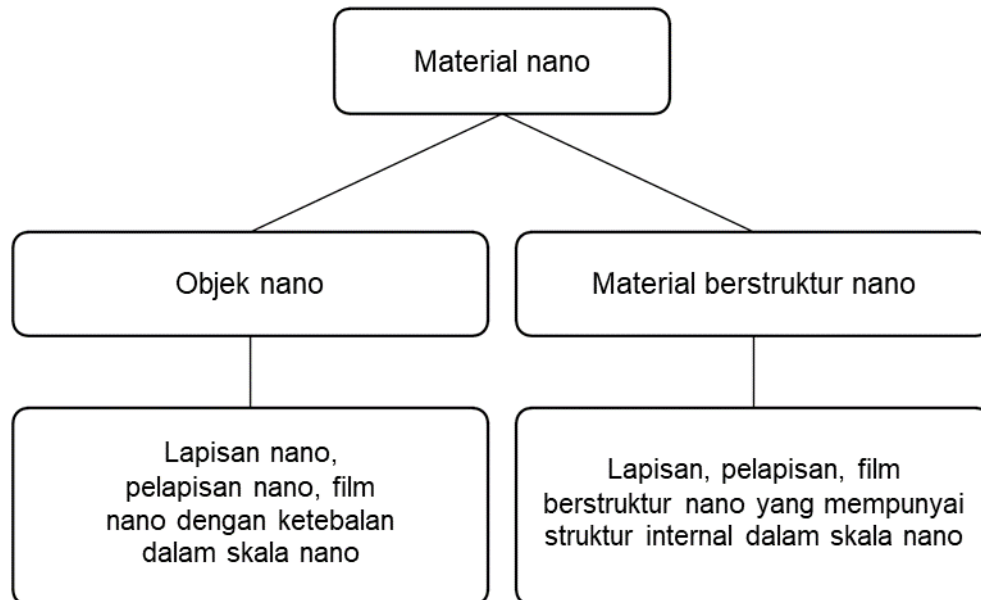 Material nano
Objek nano
Material berstruktur nano
Lapisan nano,
pelapisan nano, film
nano dengan ketebalan
dalam skala nano
Lapisan, pelapisan, film
berstruktur nano yang mempunyai
struktur internal dalam skala nano